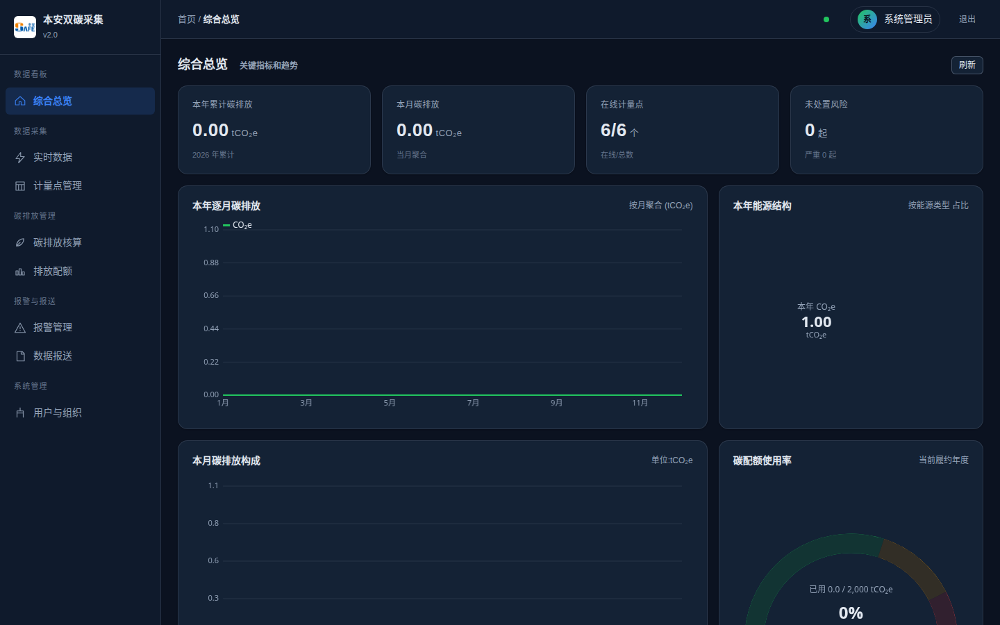 本安双碳采集
v2.0
SAFE
数据看板
综合总览
数据采集
实时数据
计量点管理
碳排放管理
碳排放核算
排放配额
报警与报送
报警管理
数据报送
系统管理
用户与组织
首页 / 综合总览
系 系统管理员 退出
综合总览 关键指标和趋势 刷新
本年累计碳排放
0.00 tCO₂e
2026 年累计
本月碳排放
0.00 tCO₂e
当月聚合
在线计量点
6/6 个
在线/总数
未处置风险
0 起
严重 0 起
本年逐月碳排放 按月聚合 (tCO₂e)
CO₂e
1.10
0.88
0.66
0.44
0.22
0.00
1月 3月 5月 7月 9月 11月
本年能源结构 按能源类型 占比
本年 CO₂e
1.00
tCO₂e
本月碳排放构成 单位:tCO₂e
1.1
0.8
0.6
0.3
碳配额使用率 当前履约年度
已用 0.0 / 2,000 tCO₂e
0%